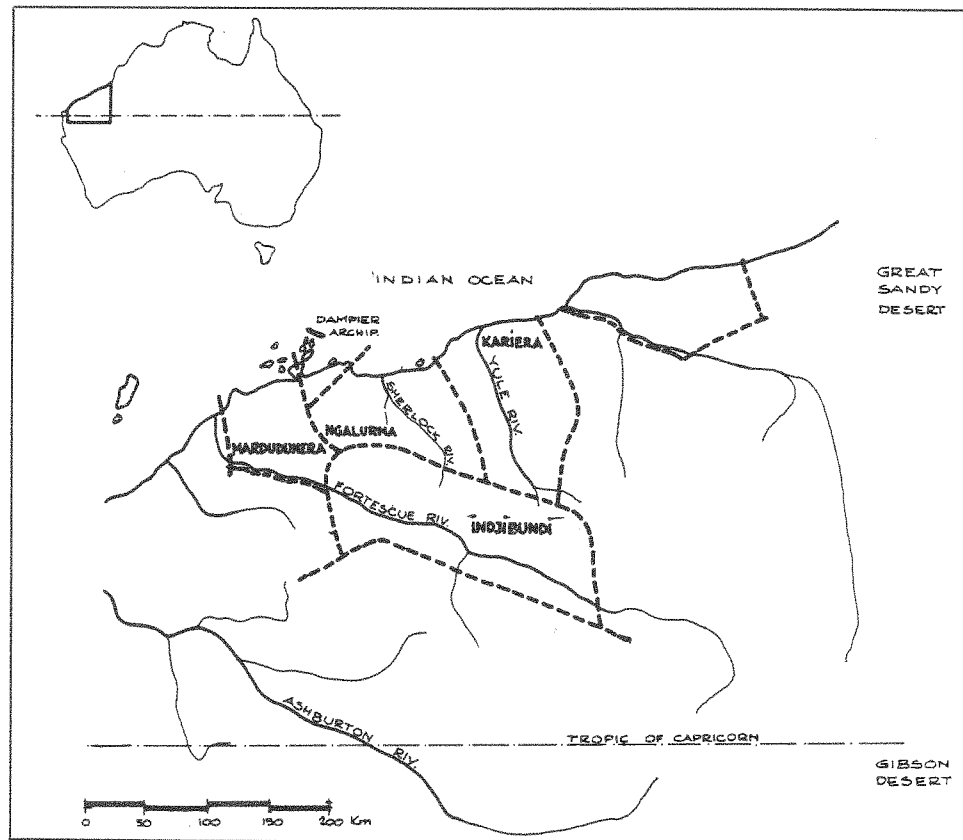 INDIAN OCEAN
GREAT
SANDY
DESERT
DAMPIER
ARCHIP.
KARIERA
YULE RIV.
SHERLOCK RIV.
NGALURMA
MARDUDUNERA
FORTESCUE RIV.
INDJIBUNDI
ASHBURTON RIV.
TROPIC OF CAPRICORN
GIBSON
DESERT
0 50 100 150 200 Km